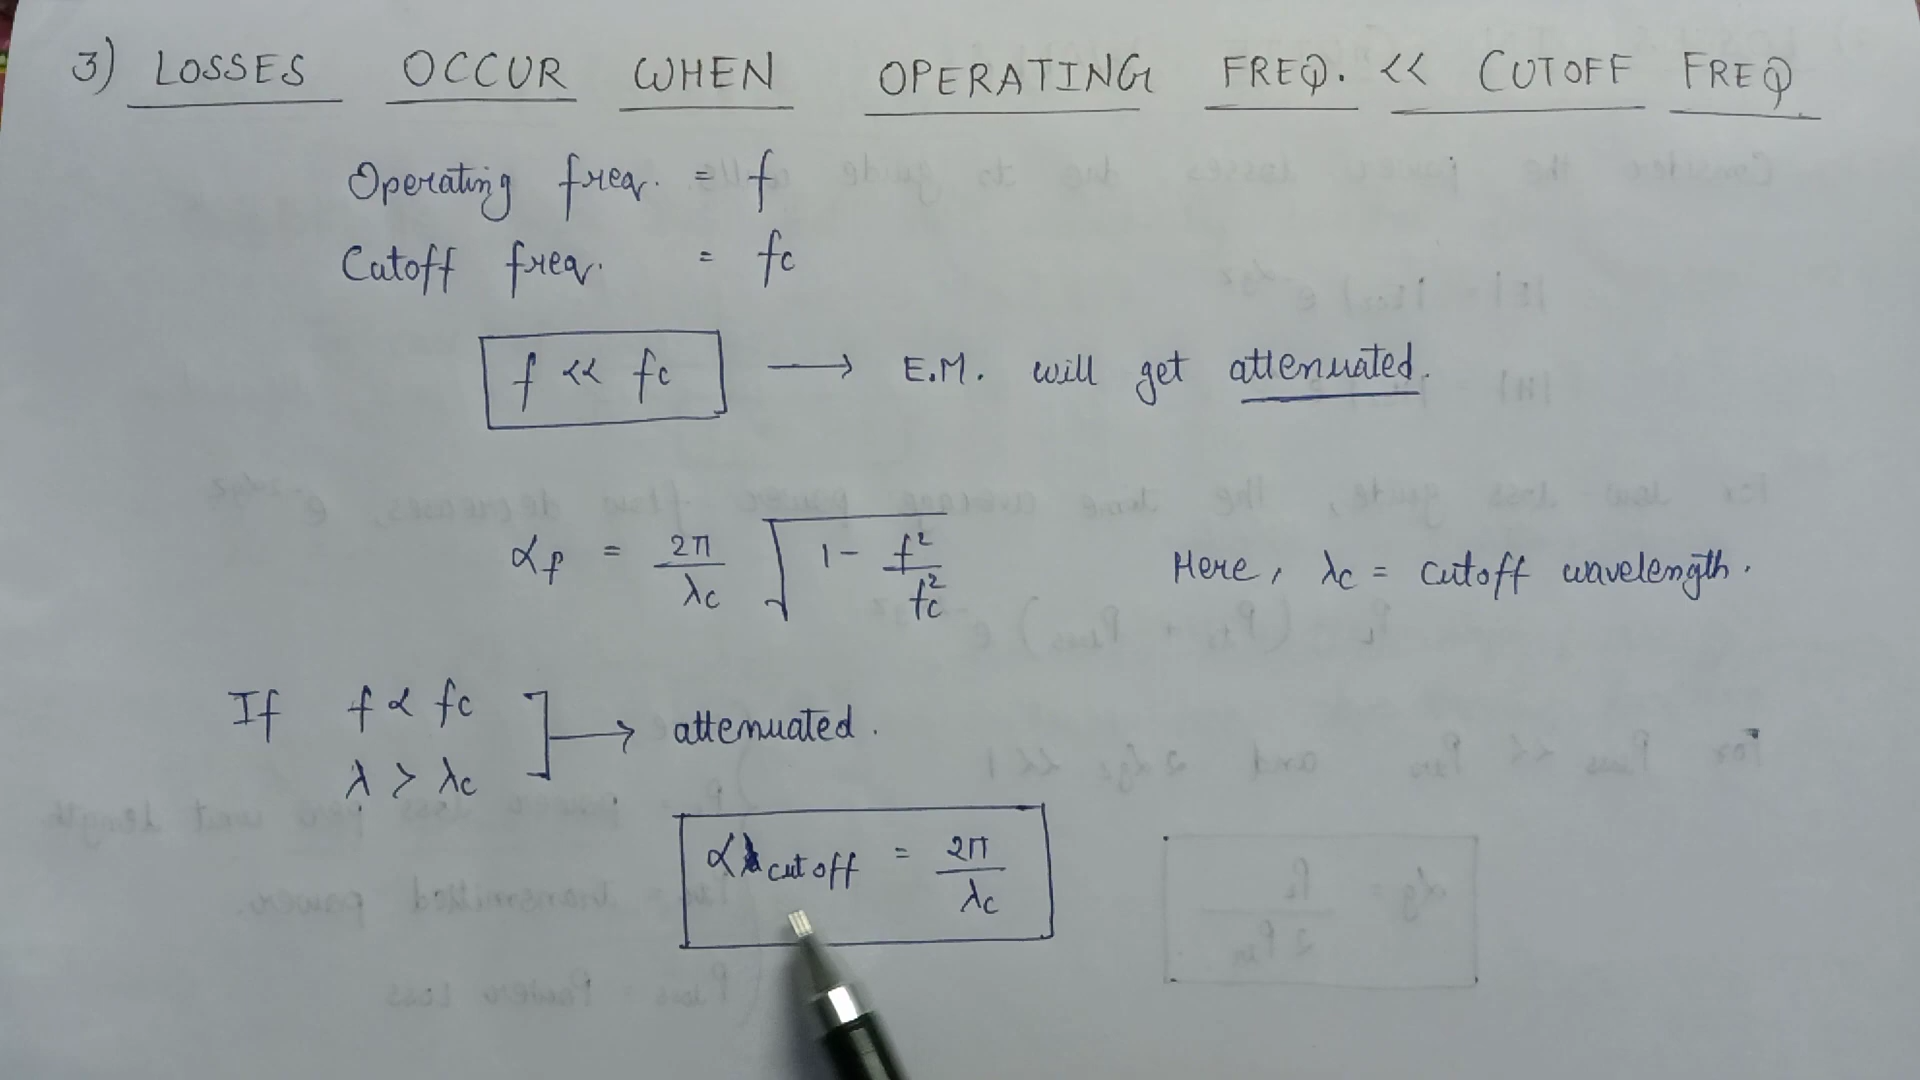 3) LOSSES OCCUR WHEN OPERATING FREQ. << CUTOFF FREQ
Operating freq. = f
Cutoff freq. = fc
f << fc → E.M. will get attenuated.
αp = 2π/λc √(1 - f²/fc²) Here, λc = cutoff wavelength.
If f α fc
λ > λc → attenuated.
α cutoff = 2π/λc